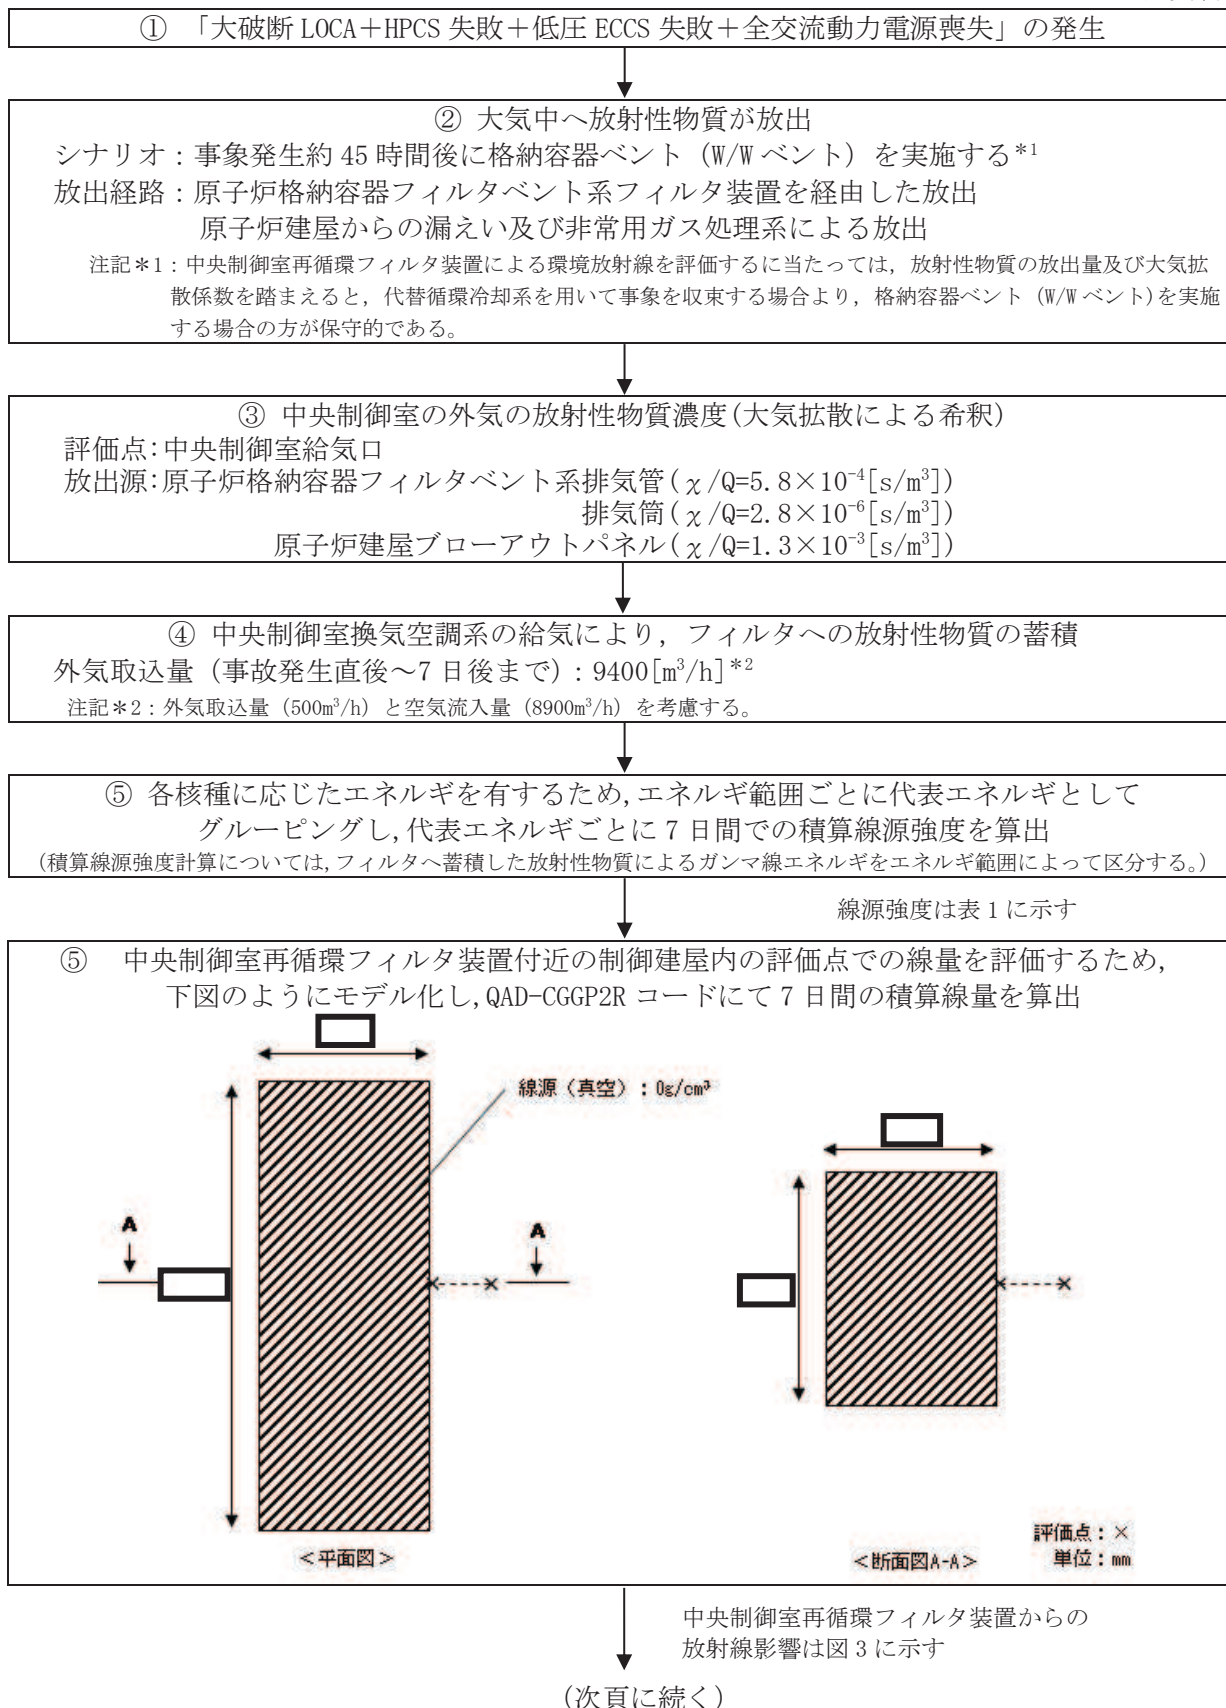 ① 「大破断 LOCA＋HPCS 失敗＋低圧 ECCS 失敗＋全交流動力電源喪失」の発生
② 大気中へ放射性物質が放出
シナリオ：事象発生約 45 時間後に格納容器ベント（W/W ベント）を実施する*1
放出経路：原子炉格納容器フィルタベント系フィルタ装置を経由した放出
原子炉建屋からの漏えい及び非常用ガス処理系による放出
注記＊1：中央制御室再循環フィルタ装置による環境放射線を評価するに当たっては，放射性物質の放出量及び大気拡
散係数を踏まえると，代替循環冷却系を用いて事象を収束する場合より，格納容器ベント（W/W ベント）を実施
する場合の方が保守的である。
③ 中央制御室の外気の放射性物質濃度(大気拡散による希釈)
評価点：中央制御室給気口
放出源：原子炉格納容器フィルタベント系排気管(χ/Q=5.8×10⁻⁴[s/m³])
排気筒(χ/Q=2.8×10⁻⁶[s/m³])
原子炉建屋ブローアウトパネル(χ/Q=1.3×10⁻³[s/m³])
④ 中央制御室換気空調系の給気により，フィルタへの放射性物質の蓄積
外気取込量（事故発生直後～7 日後まで）：9400[m³/h]*2
注記＊2：外気取込量（500m³/h）と空気流入量（8900m³/h）を考慮する。
⑤ 各核種に応じたエネルギを有するため,エネルギ範囲ごとに代表エネルギとして
グルーピングし,代表エネルギごとに 7 日間での積算線源強度を算出
（積算線源強度計算については,フィルタへ蓄積した放射性物質によるガンマ線エネルギをエネルギ範囲によって区分する。）
線源強度は表 1 に示す
⑤ 中央制御室再循環フィルタ装置付近の制御建屋内の評価点での線量を評価するため,
下図のようにモデル化し,QAD-CGGP2R コードにて 7 日間の積算線量を算出
線源（真空）：0g/cm³
A
A
＜平面図＞
＜断面図A-A＞
評価点：×
単位：mm
中央制御室再循環フィルタ装置からの
放射線影響は図 3 に示す
（次頁に続く）